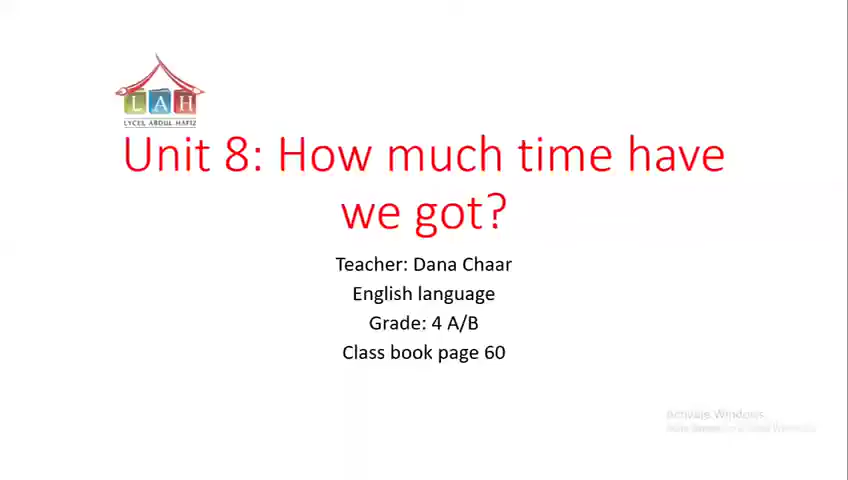 LAH
LYCEE ABDUL HAFIZ
Unit 8: How much time have
we got?
Teacher: Dana Chaar
English language
Grade: 4 A/B
Class book page 60
Activate Windows